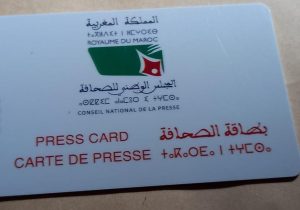 المملكة المغربية
ⵜⴰⴳⵍⴷⵉⵜ ⵏ ⵍⵎⵖⵔⵉⴱ
ROYAUME DU MAROC
المجلس الوطني للصحافة
CONSEIL NATIONAL DE LA PRESSE
PRESS CARD
بطاقة الصحافة
CARTE DE PRESSE